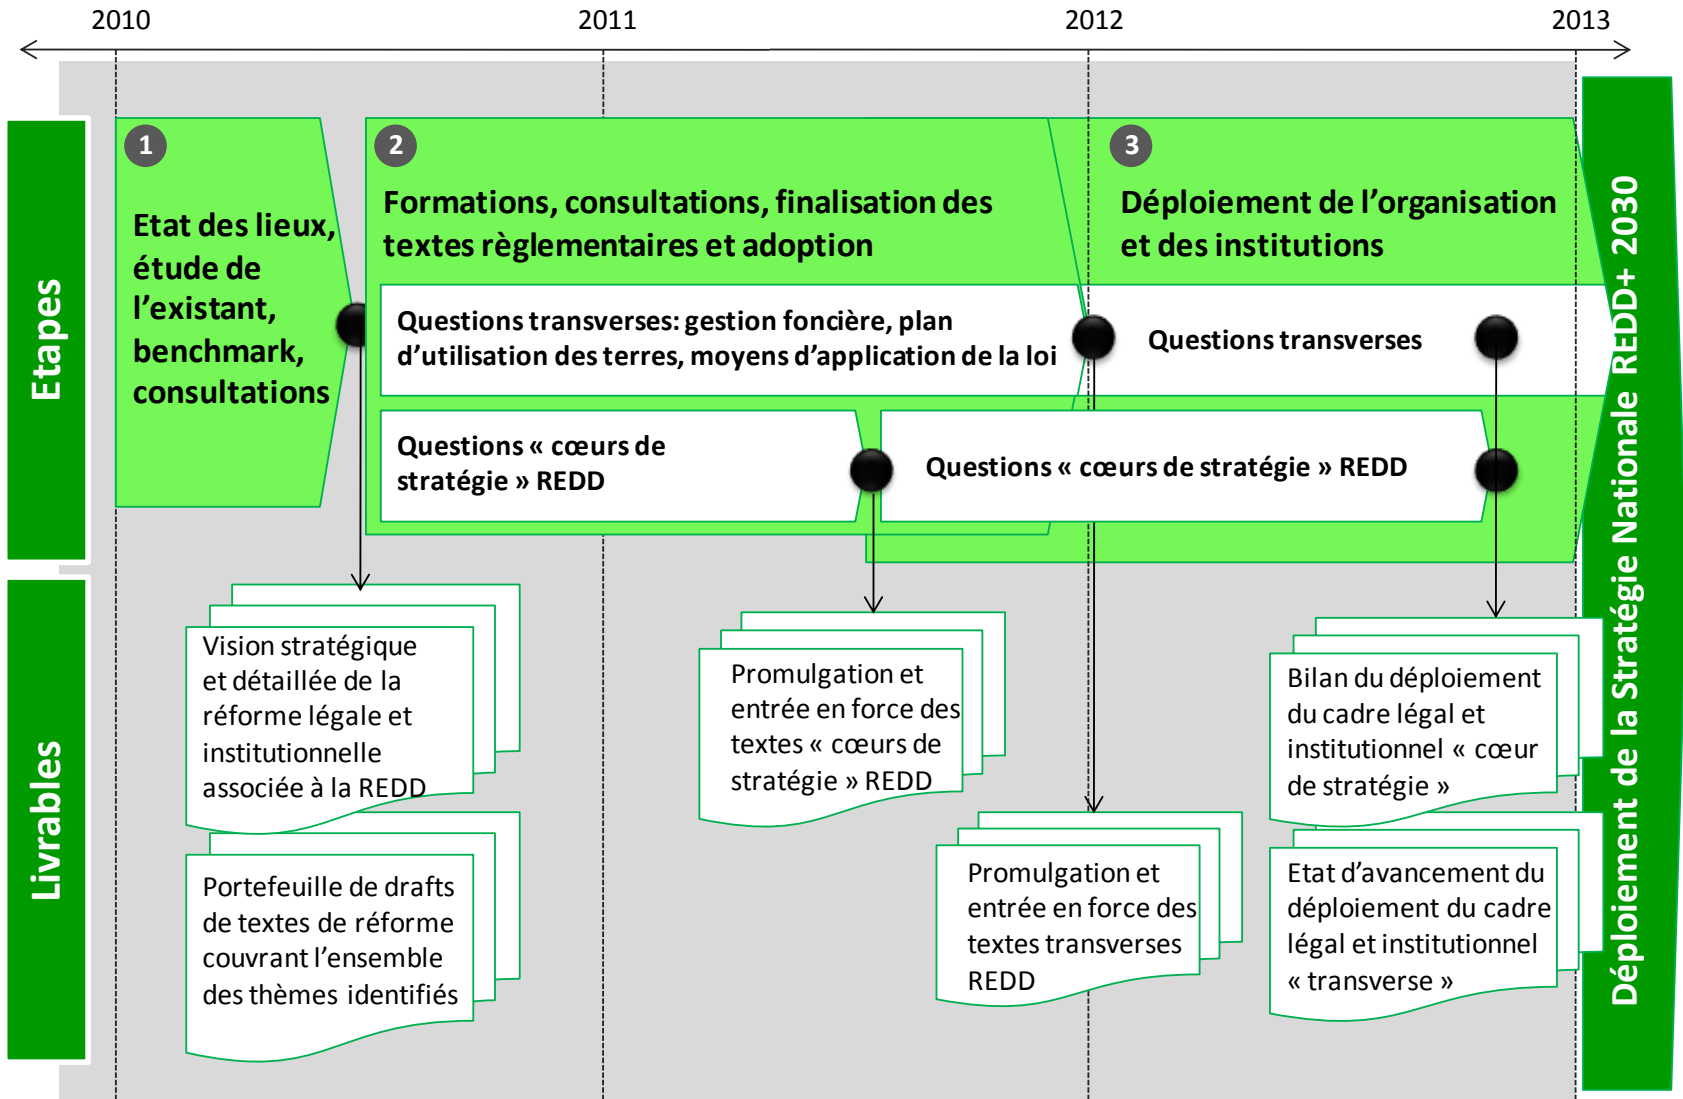 2010
2011
2012
2013
Etapes
1
Etat des lieux,
étude de
l’existant,
benchmark,
consultations
2
Formations, consultations, finalisation des
textes règlementaires et adoption
3
Déploiement de l’organisation
et des institutions
Questions transverses: gestion foncière, plan
d’utilisation des terres, moyens d’application de la loi
Questions transverses
Questions « cœurs de
stratégie » REDD
Questions « cœurs de stratégie » REDD
Livrables
Vision stratégique
et détaillée de la
réforme légale et
institutionnelle
associée à la REDD
Portefeuille de drafts
de textes de réforme
couvrant l’ensemble
des thèmes identifiés
Promulgation et
entrée en force des
textes « cœurs de
stratégie » REDD
Promulgation et
entrée en force des
textes transverses
REDD
Bilan du déploiement
du cadre légal et
institutionnel « cœur
de stratégie »
Etat d’avancement du
déploiement du cadre
légal et institutionnel
« transverse »
Déploiement de la Stratégie Nationale REDD+ 2030